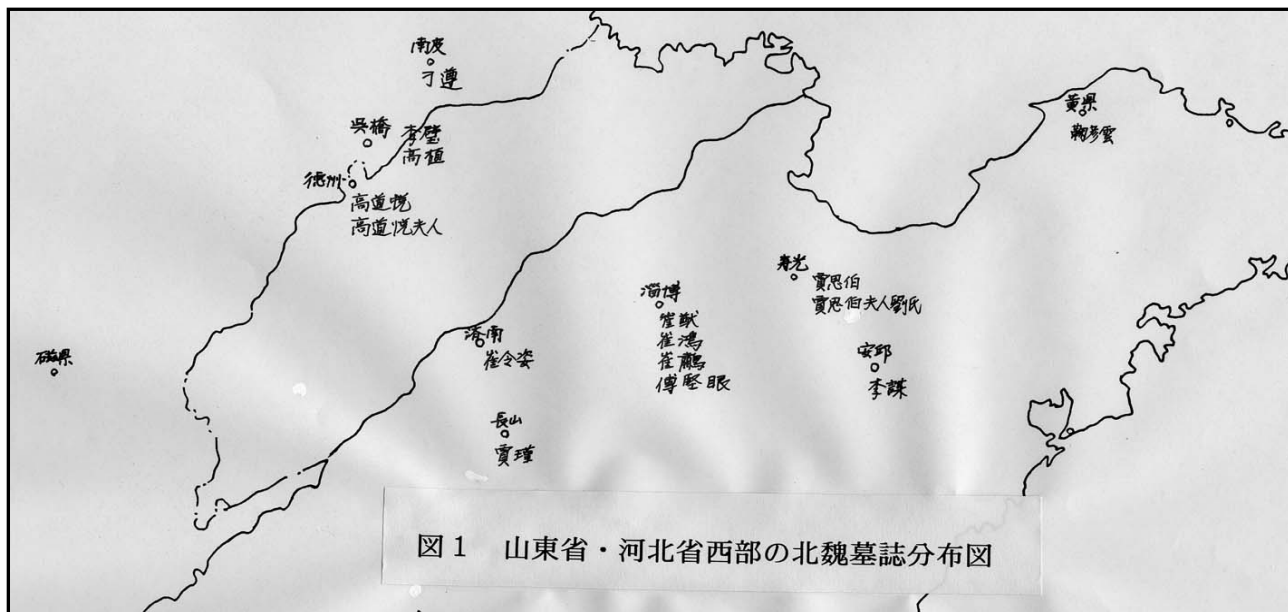 南皮
刁遵
呉橋
李璧
高植
徳州
高道悦
高道悦夫人
黄県
鞠彦雲
寿光
賈思伯
賈思伯夫人劉氏
淄博
崔猷
崔鴻
崔鸊
傅竪眼
済南
崔令姿
安邱
李謀
磁県
長山
賈瑾
図1 山東省・河北省西部の北魏墓誌分布図